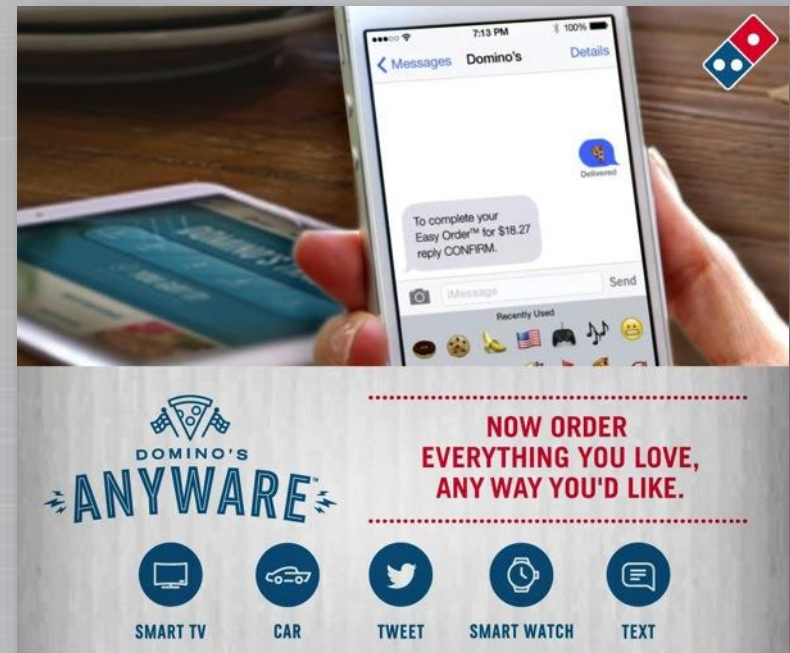 7:13 PM
100%
Messages
Domino's
Details
Delivered
To complete your
Easy Order™ for $18.27
reply CONFIRM.
iMessage
Send
Recently Used
DOMINO'S
ANYWARE™
NOW ORDER
EVERYTHING YOU LOVE,
ANY WAY YOU'D LIKE.
SMART TV
CAR
TWEET
SMART WATCH
TEXT